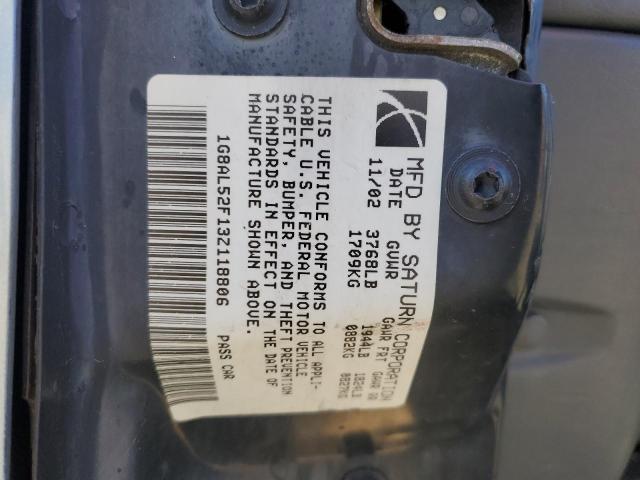 MFD BY SATURN CORPORATION
DATE GVWR GAWR FRT GAWR RR
11/02 3768LB 1944LB 1824LB
1709KG 0882KG 0827KG
THIS VEHICLE CONFORMS TO ALL APPLI-
CABLE U.S. FEDERAL MOTOR VEHICLE
SAFETY, BUMPER, AND THEFT PREVENTION
STANDARDS IN EFFECT ON THE DATE OF
MANUFACTURE SHOWN ABOVE.
1G8AL52F13Z118806 PASS CAR